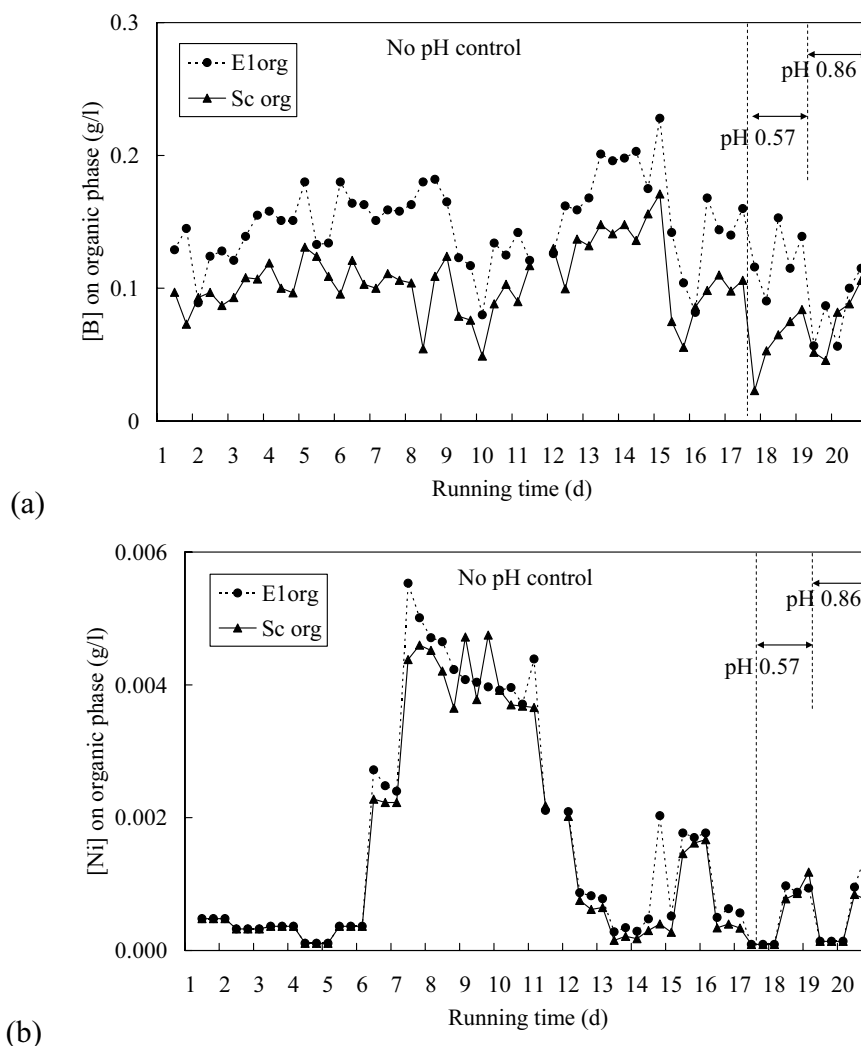 0.3
No pH control
E1org
Sc org
pH 0.86
pH 0.57
0.2
0.1
0
[B] on organic phase (g/l)
1 2 3 4 5 6 7 8 9 10 11 12 13 14 15 16 17 18 19 20
Running time (d)
(a)
0.006
No pH control
E1org
Sc org
pH 0.86
pH 0.57
0.004
0.002
0.000
[Ni] on organic phase (g/l)
1 2 3 4 5 6 7 8 9 10 11 12 13 14 15 16 17 18 19 20
Running time (d)
(b)